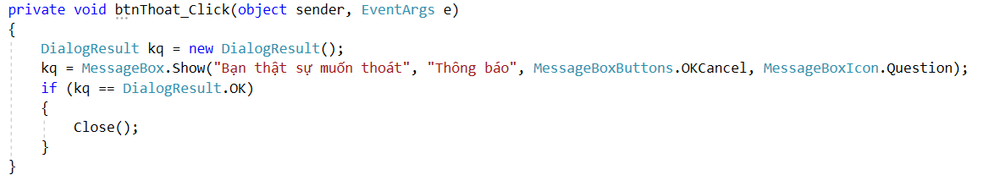 private void btnThoat_Click(object sender, EventArgs e)
{
    DialogResult kq = new DialogResult();
    kq = MessageBox.Show("Bạn thật sự muốn thoát", "Thông báo", MessageBoxButtons.OKCancel, MessageBoxIcon.Question);
    if (kq == DialogResult.OK)
    {
        Close();
    }
}